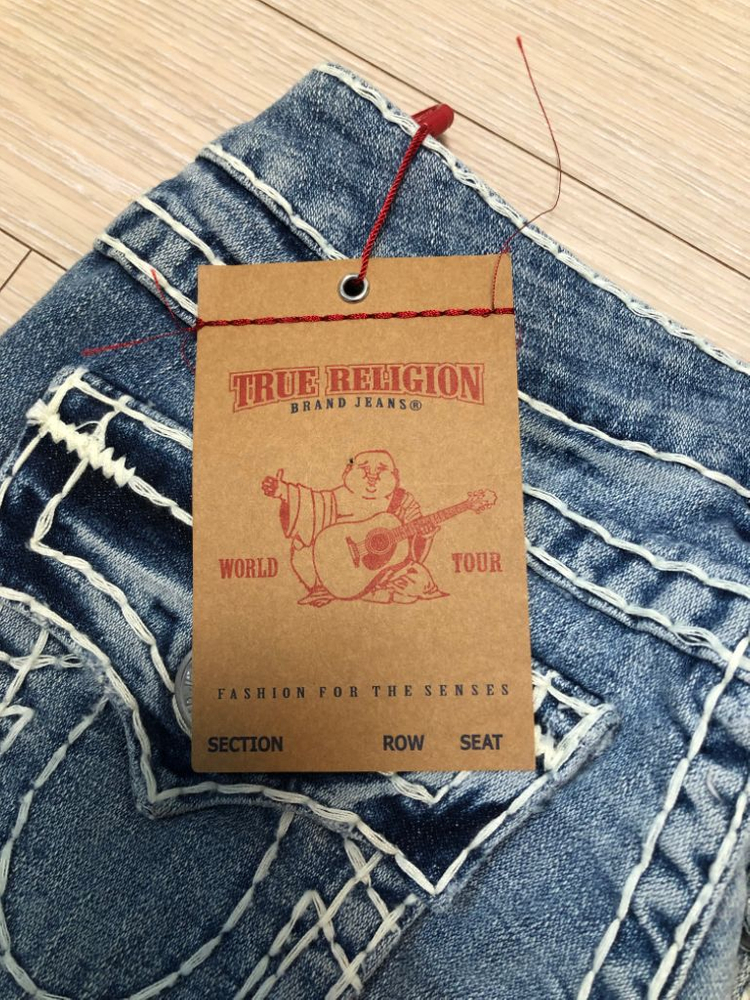 TRUE RELIGION
BRAND JEANS®
WORLD TOUR
FASHION FOR THE SENSES
SECTION ROW SEAT